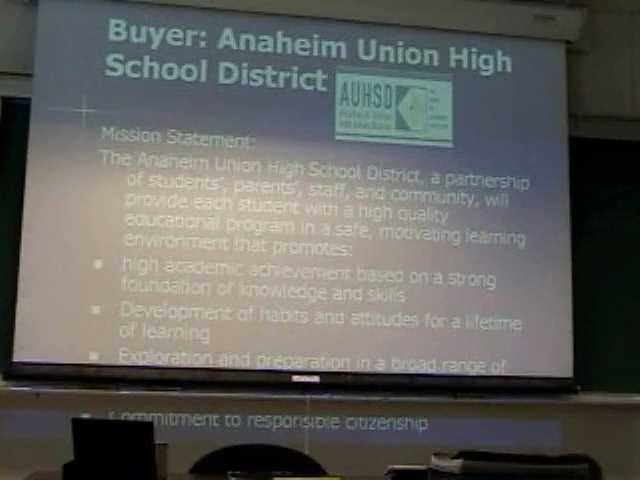 Buyer: Anaheim Union High
School District
AUHSD
Mission Statement:
The Anaheim Union High School District, a partnership
of students', parents', staff, and community, will
provide each student with a high quality
educational program in a safe, motivating learning
environment that promotes:
high academic achievement based on a strong
foundation of knowledge and skills
Development of habits and attitudes for a lifetime
of learning
Exploration and preparation in a broad range of
Commitment to responsible citizenship